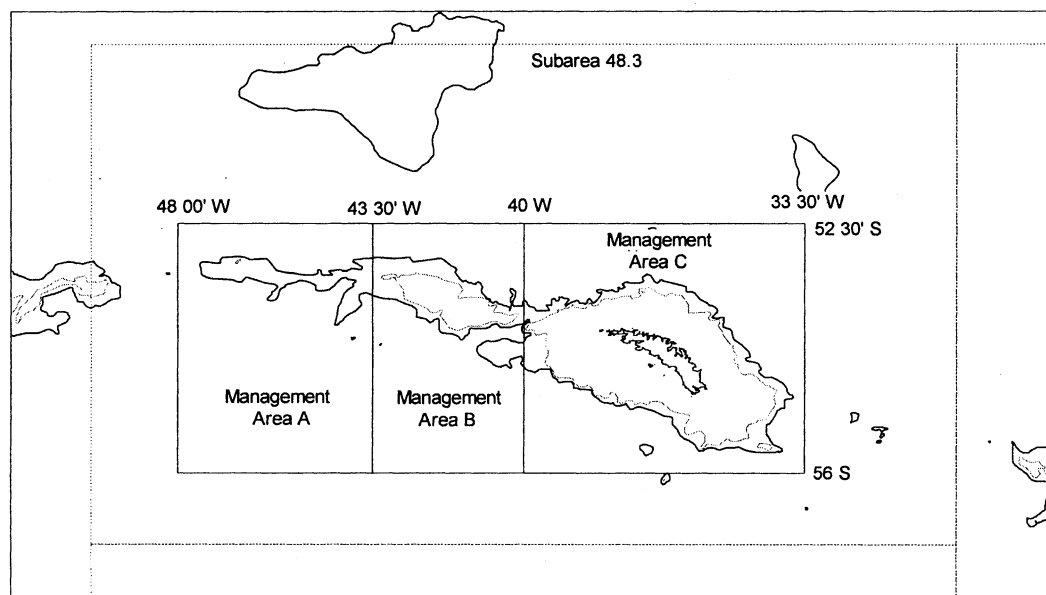 Subarea 48.3
48 00' W
43 30' W
40 W
33 30' W
52 30' S
Management
Area C
Management
Area A
Management
Area B
56 S